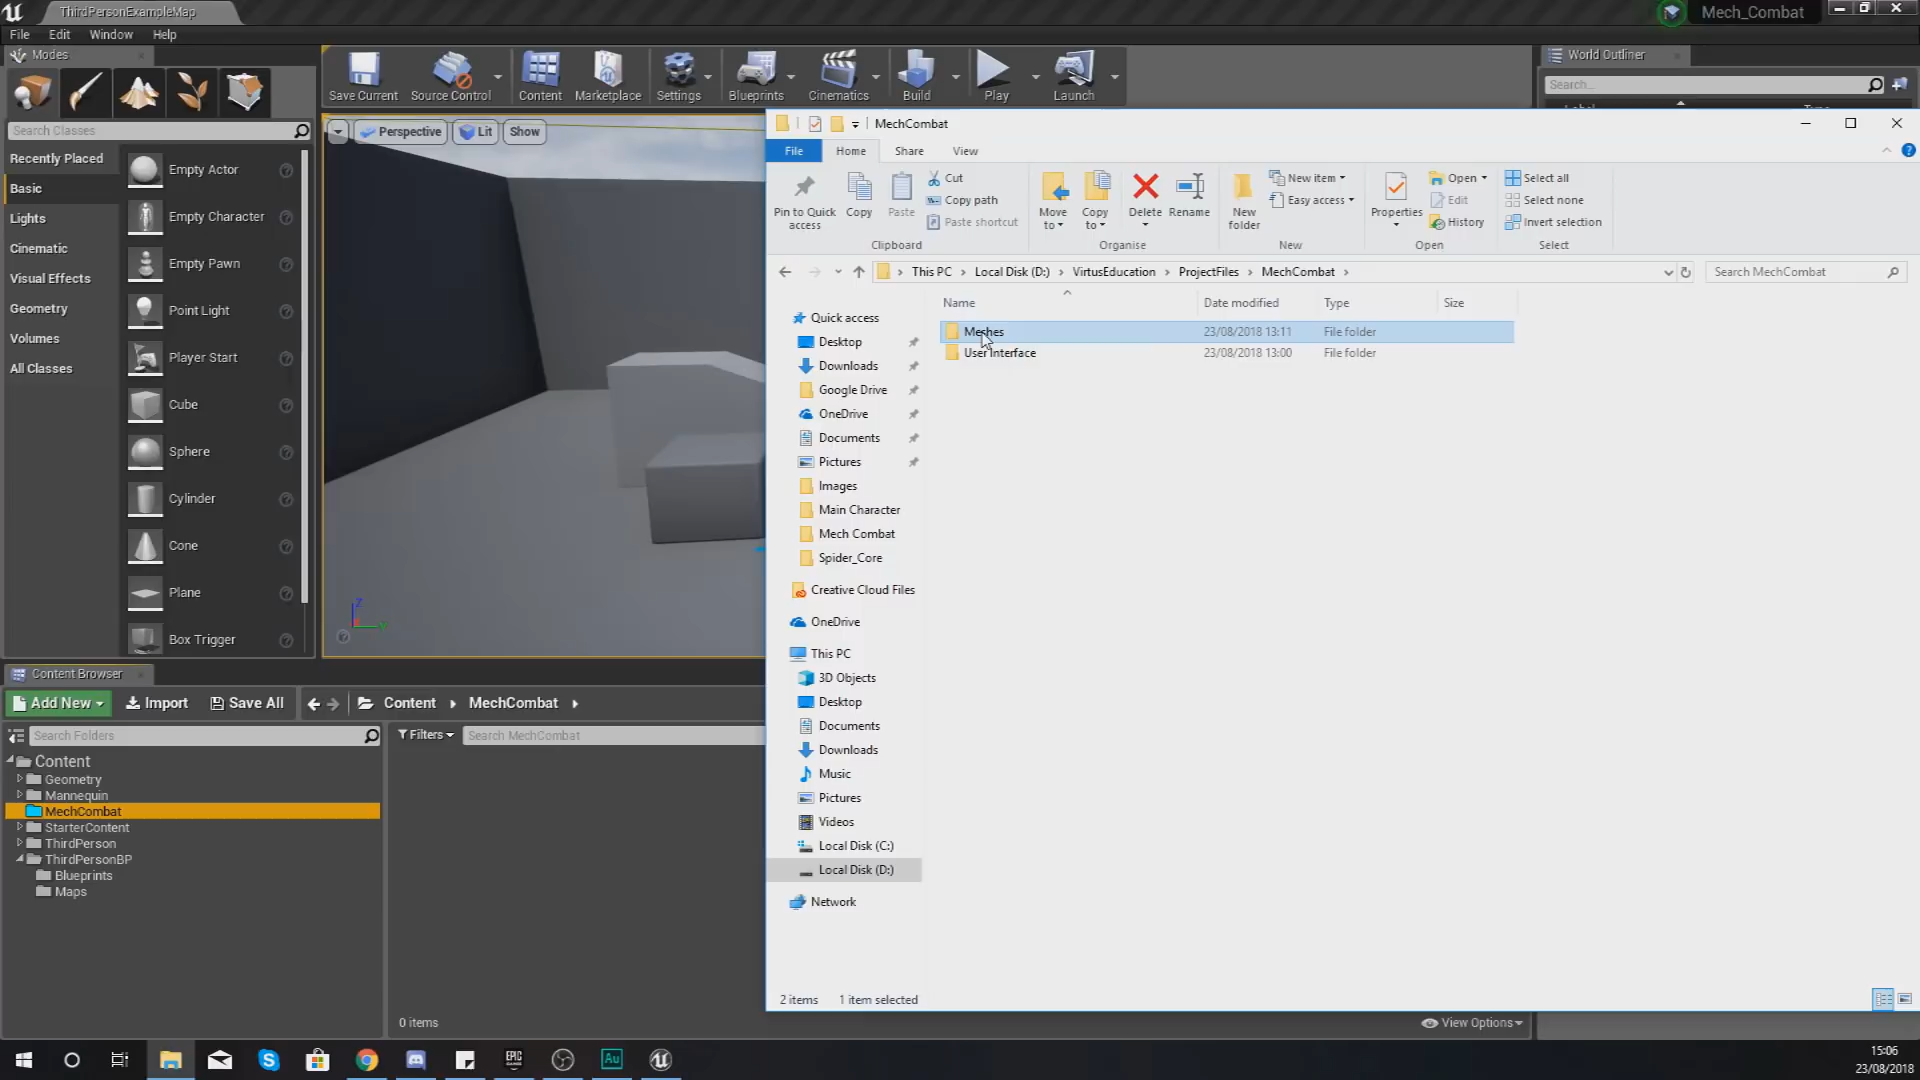 ThirdPersonExampleMap
Mech_Combat
File Edit Window Help
Modes
Search Classes
Recently Placed
Basic
Lights
Cinematic
Visual Effects
Geometry
Volumes
All Classes
Empty Actor
Empty Character
Empty Pawn
Point Light
Player Start
Cube
Sphere
Cylinder
Cone
Plane
Box Trigger
Save Current Source Control Content Marketplace Settings Blueprints Cinematics Build Play Launch
Perspective Lit Show
World Outliner
Search...
MechCombat
File Home Share View
Pin to Quick access
Copy
Paste
Cut
Copy path
Paste shortcut
Clipboard
Move to
Copy to
Delete
Rename
Organise
New folder
New item
Easy access
New
Properties
Open
Edit
History
Open
Select all
Select none
Invert selection
Select
This PC > Local Disk (D:) > VirtusEducation > ProjectFiles > MechCombat >
Search MechCombat
Name Date modified Type Size
Meshes 23/08/2018 13:11 File folder
User Interface 23/08/2018 13:00 File folder
Quick access
Desktop
Downloads
Google Drive
OneDrive
Documents
Pictures
Images
Main Character
Mech Combat
Spider_Core
Creative Cloud Files
OneDrive
This PC
3D Objects
Desktop
Documents
Downloads
Music
Pictures
Videos
Local Disk (C:)
Local Disk (D:)
Network
2 items 1 item selected
Content Browser
Add New Import Save All Content MechCombat
Search Folders
Filters Search MechCombat
Content
Geometry
Mannequin
MechCombat
StarterContent
ThirdPerson
ThirdPersonBP
Blueprints
Maps
0 items
View Options
EPIC GAMES
Au
15:06
23/08/2018